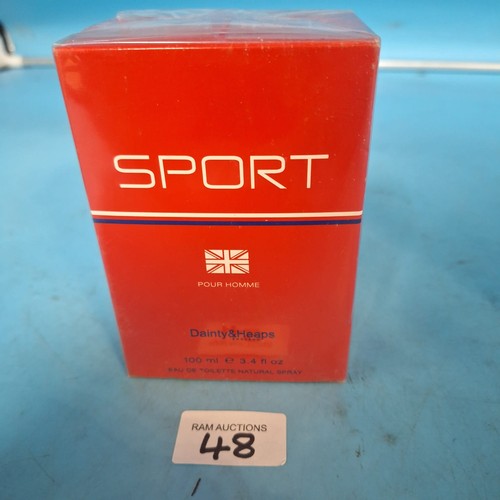 SPORT
POUR HOMME
Dainty&Heaps
100 ml e 3.4 fl oz
EAU DE TOILETTE NATURAL SPRAY
RAM AUCTIONS
48